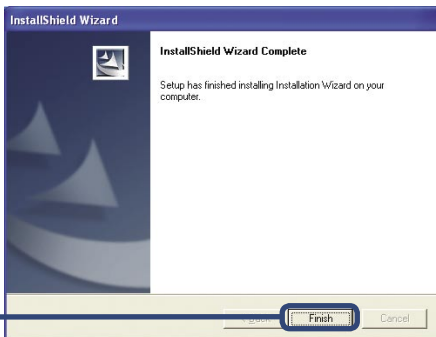 InstallShield Wizard
InstallShield Wizard Complete
Setup has finished installing Installation Wizard on your
computer.
Finish
Cancel